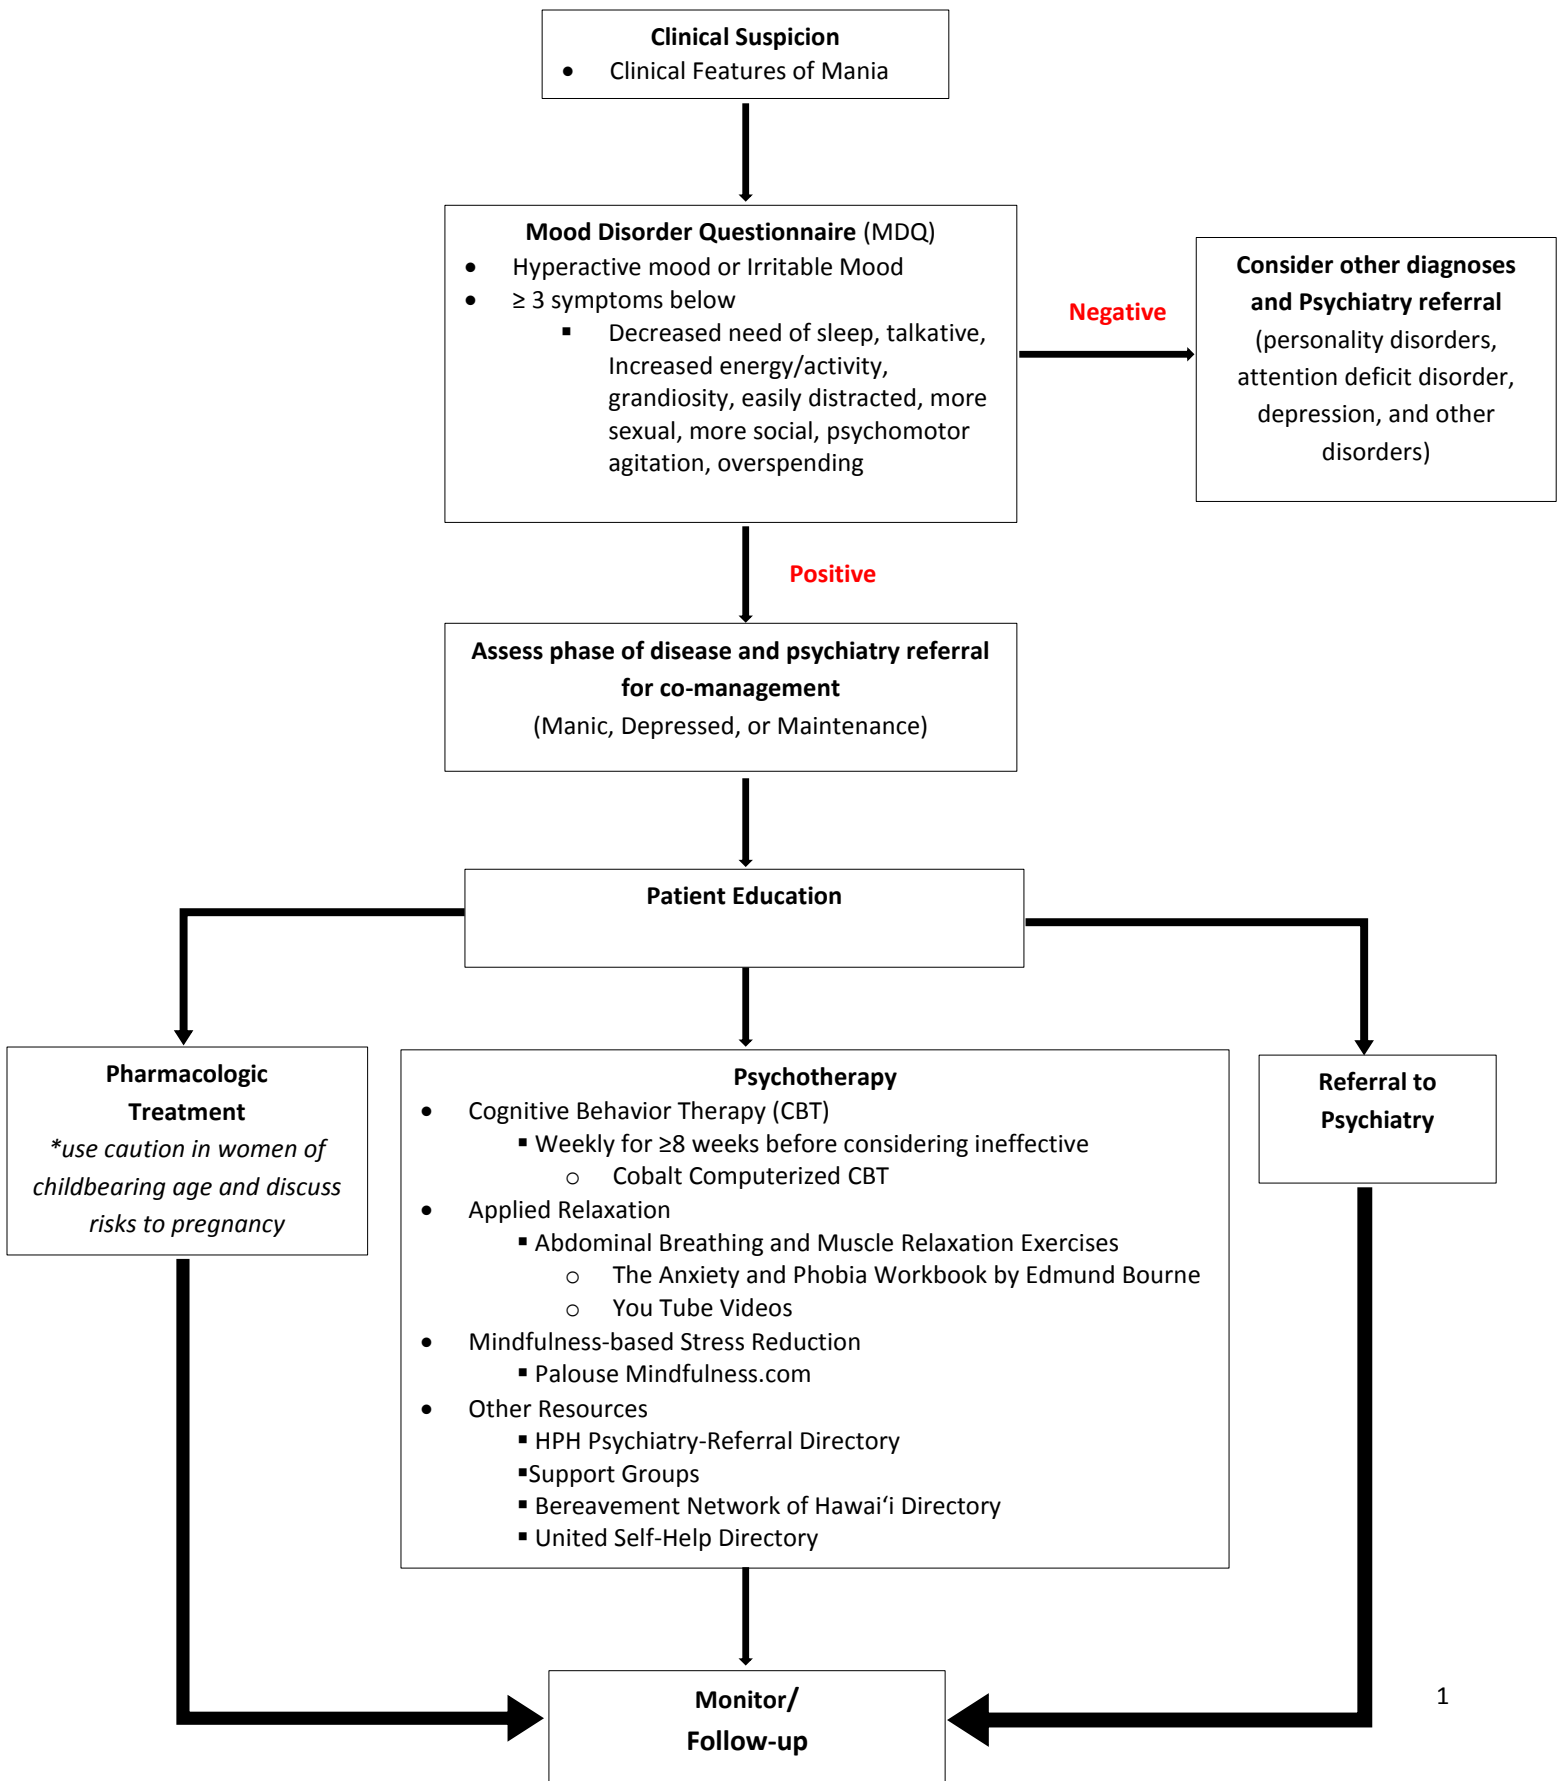 Clinical Suspicion
• Clinical Features of Mania
Mood Disorder Questionnaire (MDQ)
• Hyperactive mood or Irritable Mood
• ≥ 3 symptoms below
▪ Decreased need of sleep, talkative,
Increased energy/activity,
grandiosity, easily distracted, more
sexual, more social, psychomotor
agitation, overspending
Negative
Consider other diagnoses
and Psychiatry referral
(personality disorders,
attention deficit disorder,
depression, and other
disorders)
Positive
Assess phase of disease and psychiatry referral
for co-management
(Manic, Depressed, or Maintenance)
Patient Education
Pharmacologic
Treatment
*use caution in women of
childbearing age and discuss
risks to pregnancy
Psychotherapy
• Cognitive Behavior Therapy (CBT)
▪ Weekly for ≥8 weeks before considering ineffective
o Cobalt Computerized CBT
• Applied Relaxation
▪ Abdominal Breathing and Muscle Relaxation Exercises
o The Anxiety and Phobia Workbook by Edmund Bourne
o You Tube Videos
• Mindfulness-based Stress Reduction
▪ Palouse Mindfulness.com
• Other Resources
▪ HPH Psychiatry-Referral Directory
▪Support Groups
▪ Bereavement Network of Hawai‘i Directory
▪ United Self-Help Directory
Referral to
Psychiatry
Monitor/
Follow-up
1